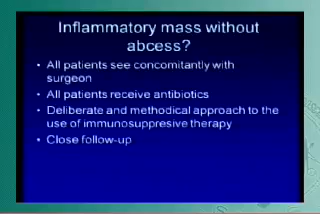 Inflammatory mass without
abcess?
• All patients see concomitantly with
surgeon
• All patients receive antibiotics
• Deliberate and methodical approach to the
use of immunosuppresive therapy
• Close follow-up